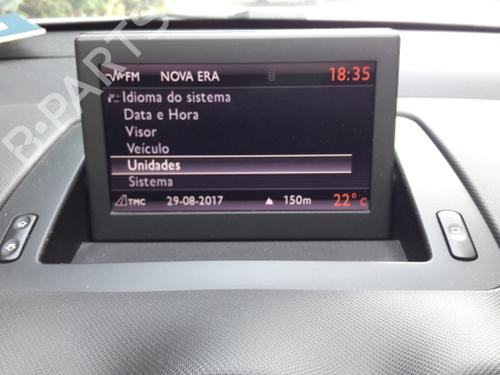 FM NOVA ERA 18:35
Idioma do sistema
Data e Hora
Visor
Veículo
Unidades
Sistema
TMC 29-08-2017 150m 22° C
B-PARTS